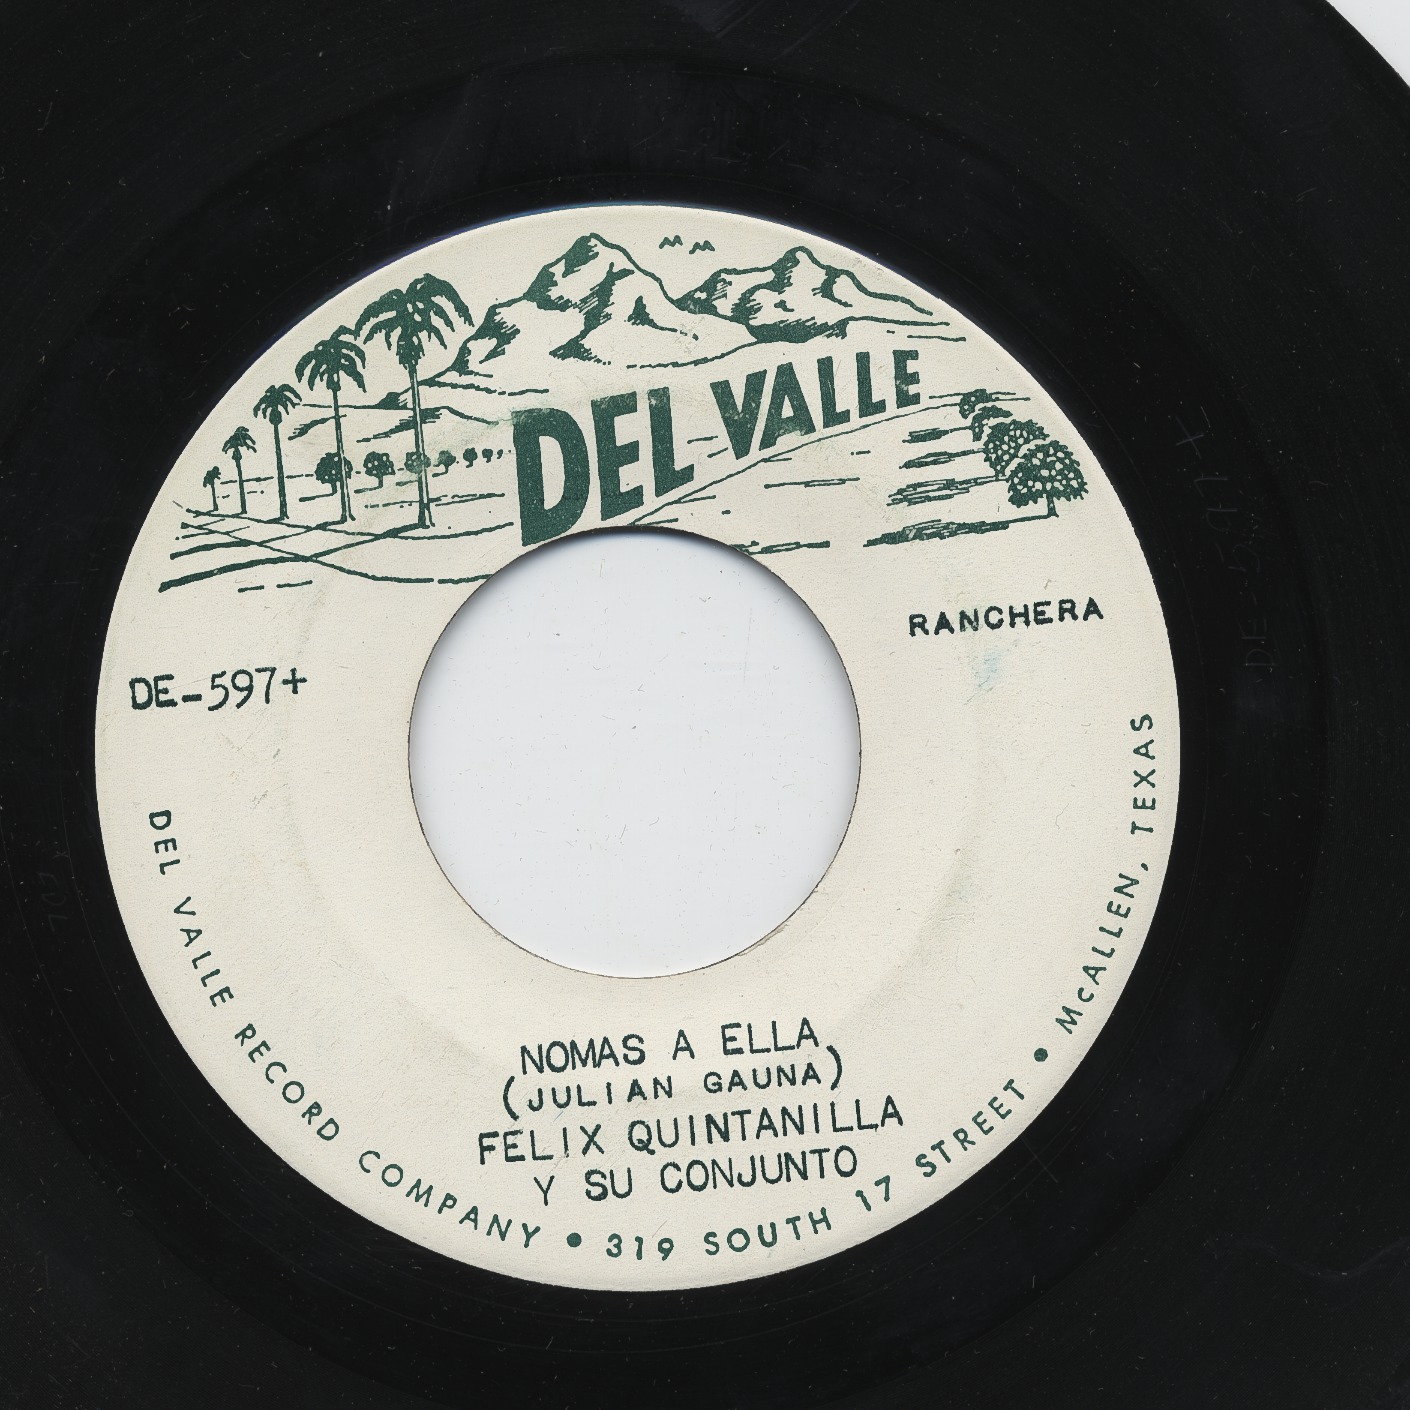 DEL VALLE
RANCHERA
DE-597+
NOMAS A ELLA
(JULIAN GAUNA)
FELIX QUINTANILLA
Y SU CONJUNTO
DEL VALLE RECORD COMPANY • 319 SOUTH 17 STREET • McALLEN, TEXAS